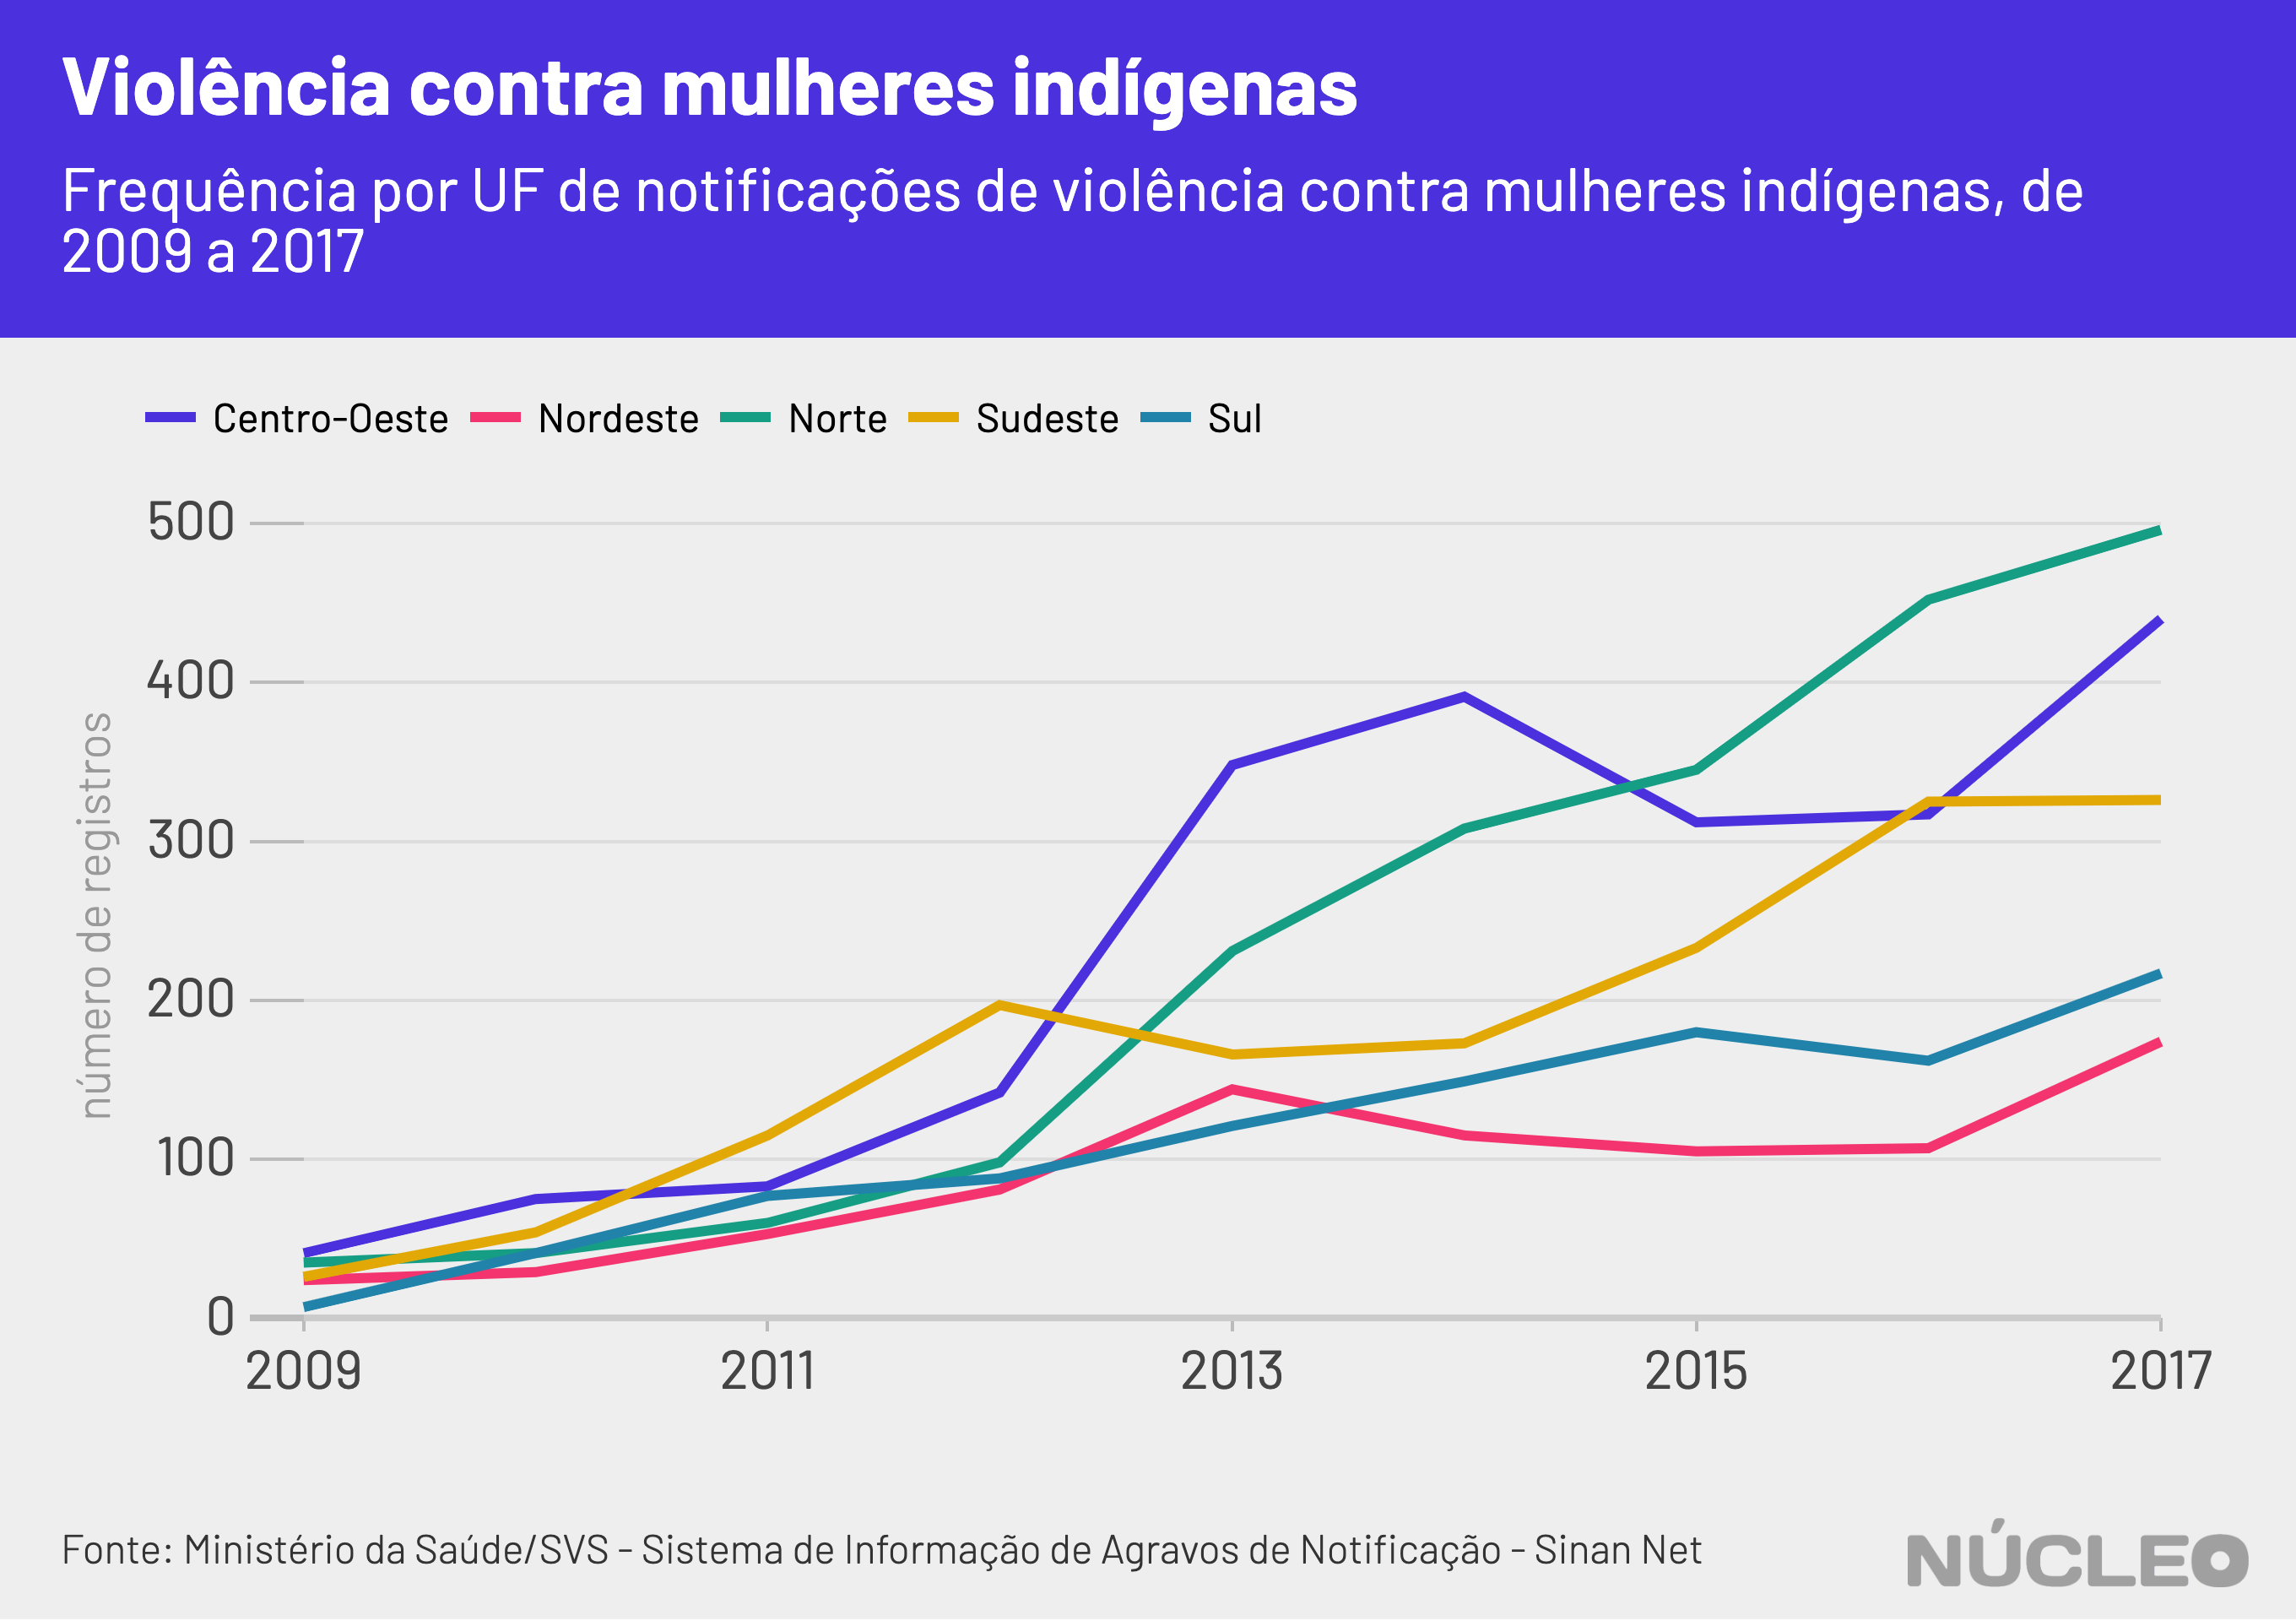 Violência contra mulheres indígenas
Frequência por UF de notificações de violência contra mulheres indígenas, de
2009 a 2017
Centro-Oeste Nordeste Norte Sudeste Sul
500
400
300
200
100
0
número de registros
2009 2011 2013 2015 2017
Fonte: Ministério da Saúde/SVS - Sistema de Informação de Agravos de Notificação - Sinan Net
NÚCLEO